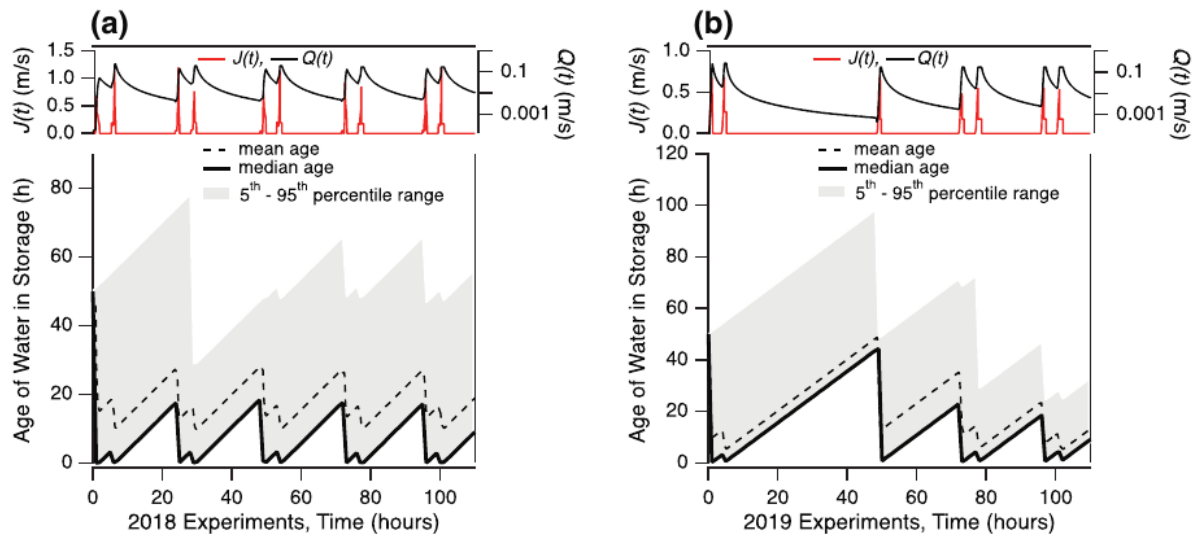 (a)
J(t), Q(t)
1.5
1.0
0.5
0.0
J(t) (m/s)
0.1
0.001
Q(t) (m/s)
mean age
median age
5th - 95th percentile range
80
60
40
20
0
Age of Water in Storage (h)
0 20 40 60 80 100
2018 Experiments, Time (hours)
(b)
J(t), Q(t)
1.0
0.5
0.0
J(t) (m/s)
0.1
0.001
Q(t) (m/s)
mean age
median age
5th - 95th percentile range
120
100
80
60
40
20
0
Age of Water in Storage (h)
0 20 40 60 80 100
2019 Experiments, Time (hours)